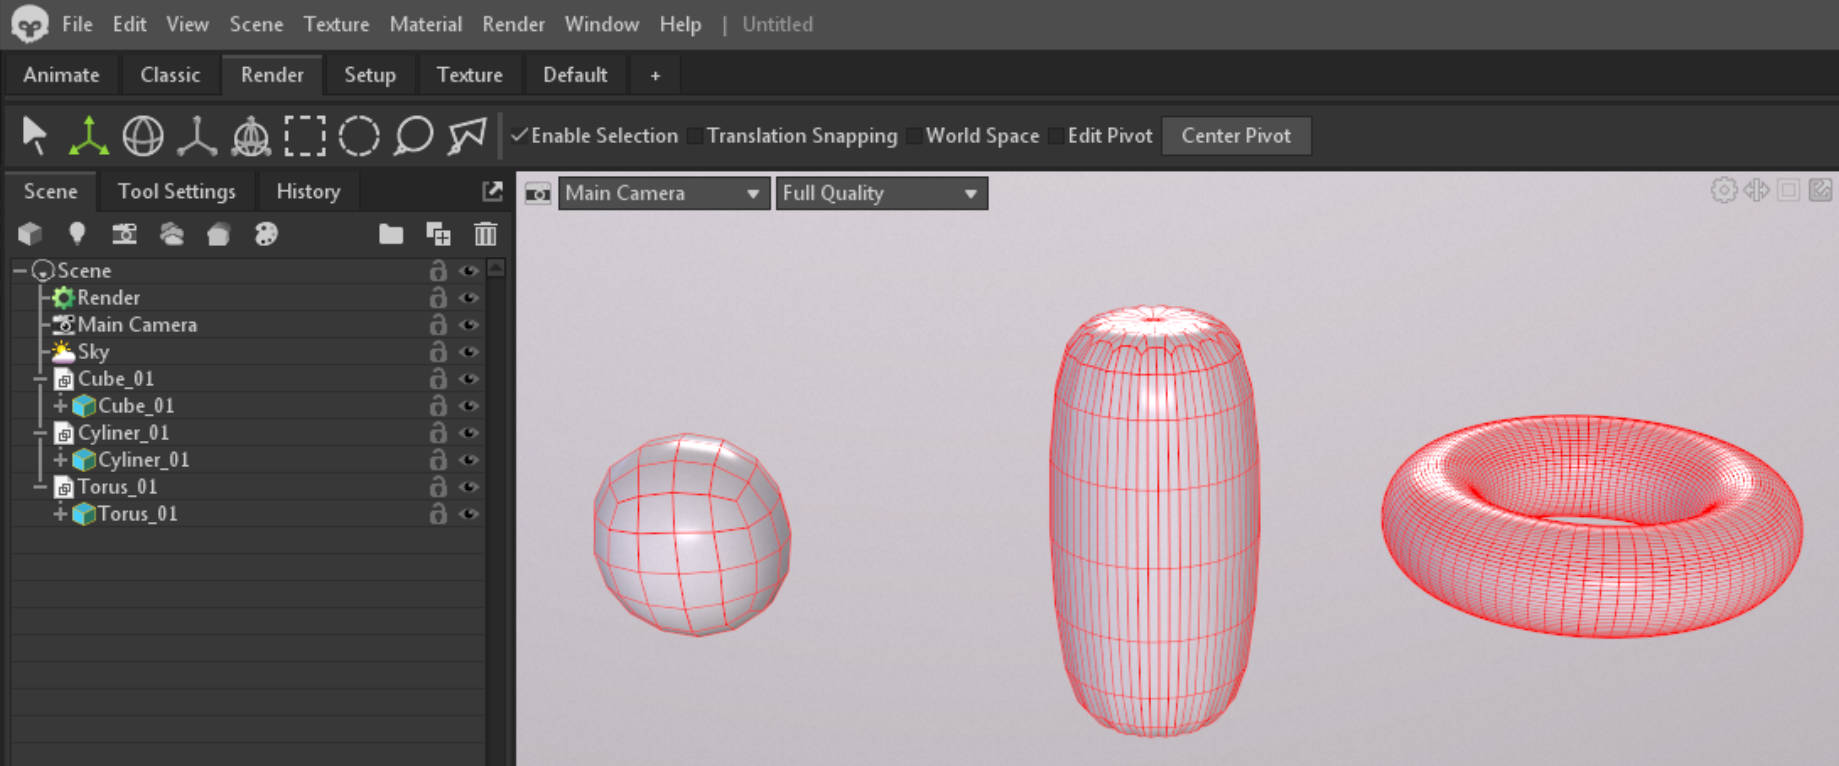 File Edit View Scene Texture Material Render Window Help | Untitled
Animate Classic Render Setup Texture Default +
Enable Selection Translation Snapping World Space Edit Pivot Center Pivot
Scene Tool Settings History
Main Camera Full Quality
Scene
Render
Main Camera
Sky
Cube_01
Cube_01
Cyliner_01
Cyliner_01
Torus_01
Torus_01